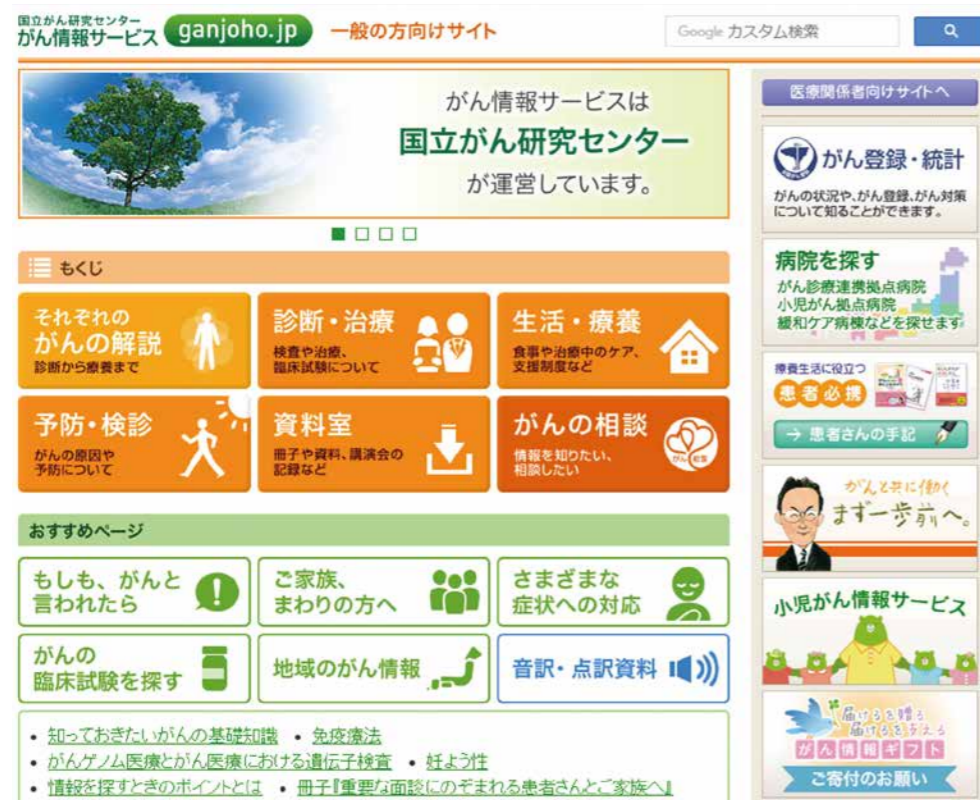 国立がん研究センター
がん情報サービス
ganjoho.jp
一般の方向けサイト
Google カスタム検索
がん情報サービスは
国立がん研究センター
が運営しています。
もくじ
それぞれの
がんの解説
診断から療養まで
診断・治療
検査や治療、
臨床試験について
生活・療養
食事や治療中のケア、
支援制度など
予防・検診
がんの原因や
予防について
資料室
冊子や資料、講演会の
記録など
がんの相談
情報を知りたい、
相談したい
おすすめページ
もしも、がんと
言われたら
ご家族、
まわりの方へ
さまざまな
症状への対応
がんの
臨床試験を探す
地域のがん情報
音訳・点訳資料
• 知っておきたいがんの基礎知識 • 免疫療法
• がんゲノム医療とがん医療における遺伝子検査 • 妊よう性
• 情報を探すときのポイントとは • 冊子『重要な面談にのぞまれる患者さんとご家族へ』
医療関係者向けサイトへ
がん登録・統計
がんの状況や、がん登録、がん対策
について知ることができます。
病院を探す
がん診療連携拠点病院
小児がん拠点病院
緩和ケア病棟などを探せます
療養生活に役立つ
患者必携
→ 患者さんの手記
がんと共に働く
まず一歩前へ。
小児がん情報サービス
届けるを贈る
届けるを支える
がん情報ギフト
ご寄付のお願い